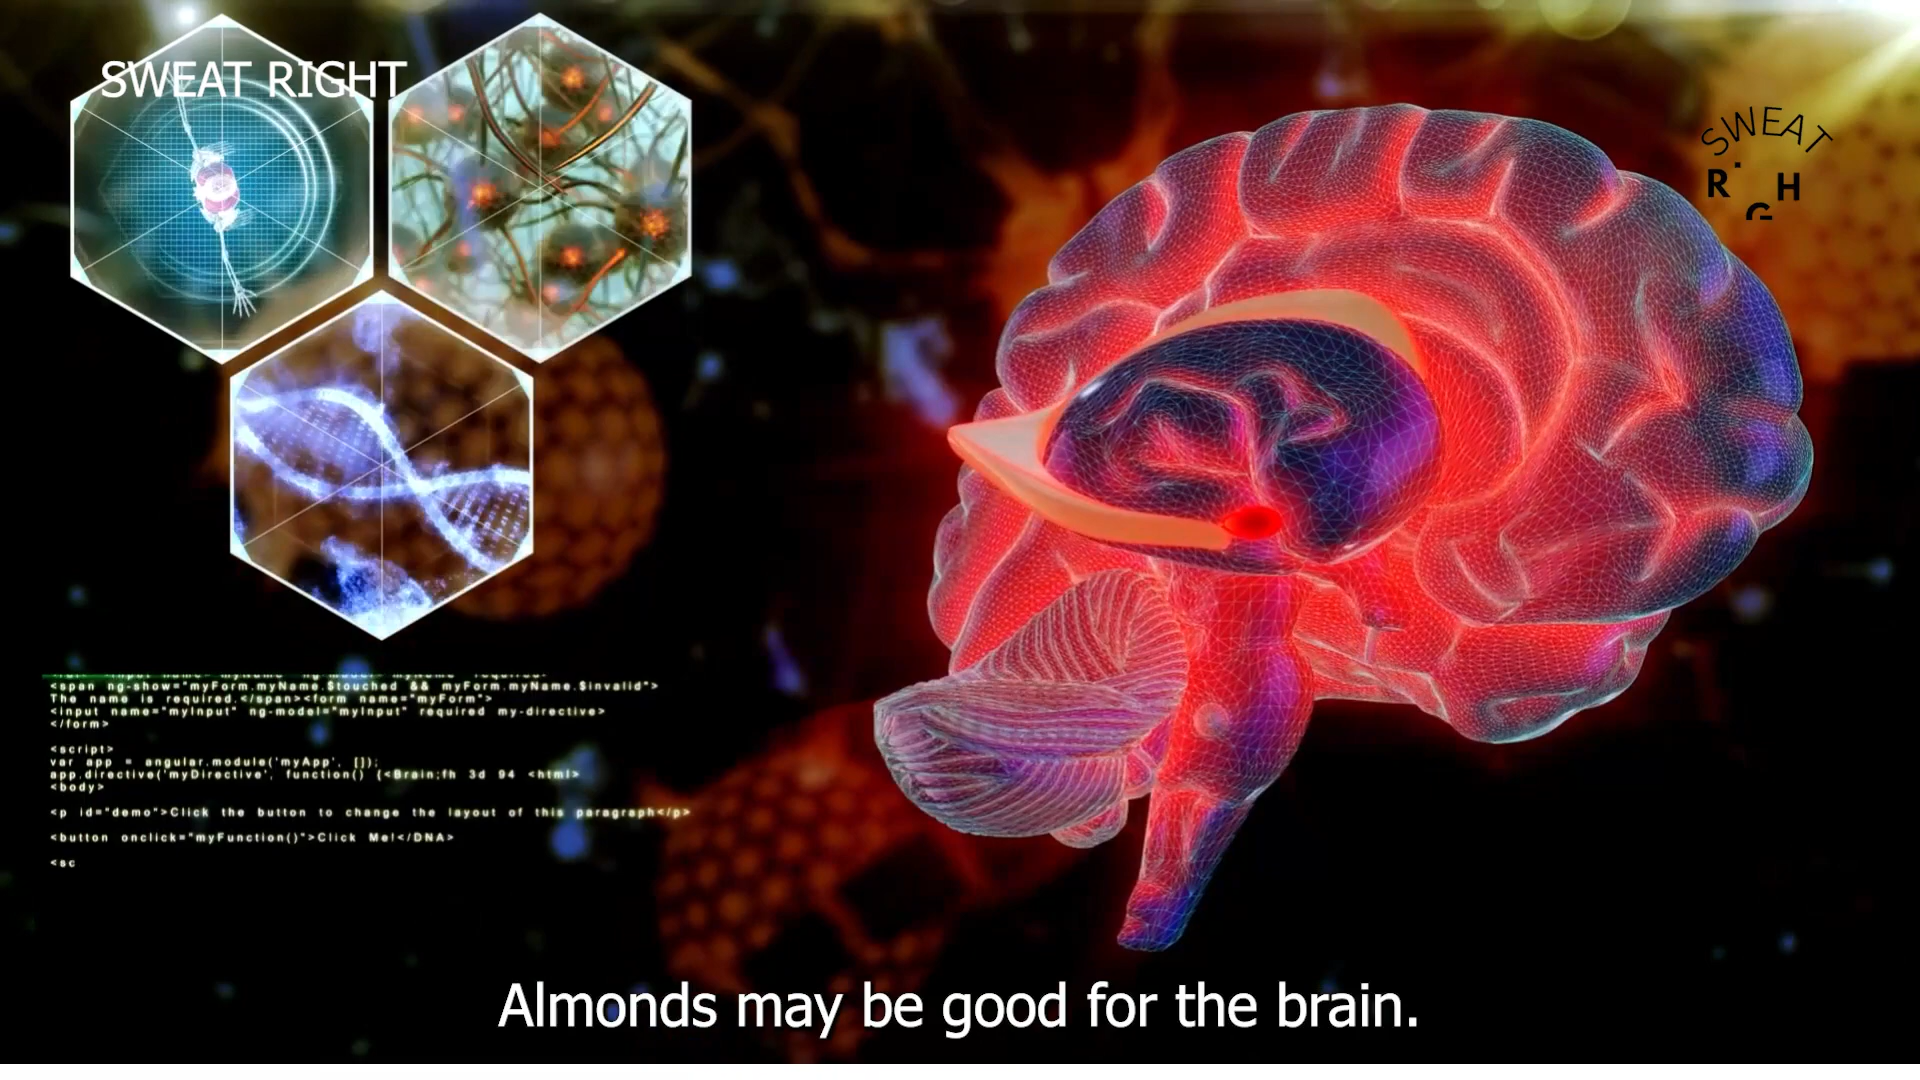 SWEAT RIGHT
SWEAT
RiGH
<span ng-show="myForm.myName.$touched && myForm.myName.$invalid">
The name is required.</span><form name="myForm">
<input name="myInput" ng-model="myInput" required my-directive>
</form>
<script>
var app = angular.module('myApp', []);
app.directive('myDirective', function() {<Brain;fh 3d 94 <html>
<body>
<p id="demo">Click the button to change the layout of this paragraph</p>
<button onclick="myFunction()">Click Me!</DNA>
<sc
Almonds may be good for the brain.